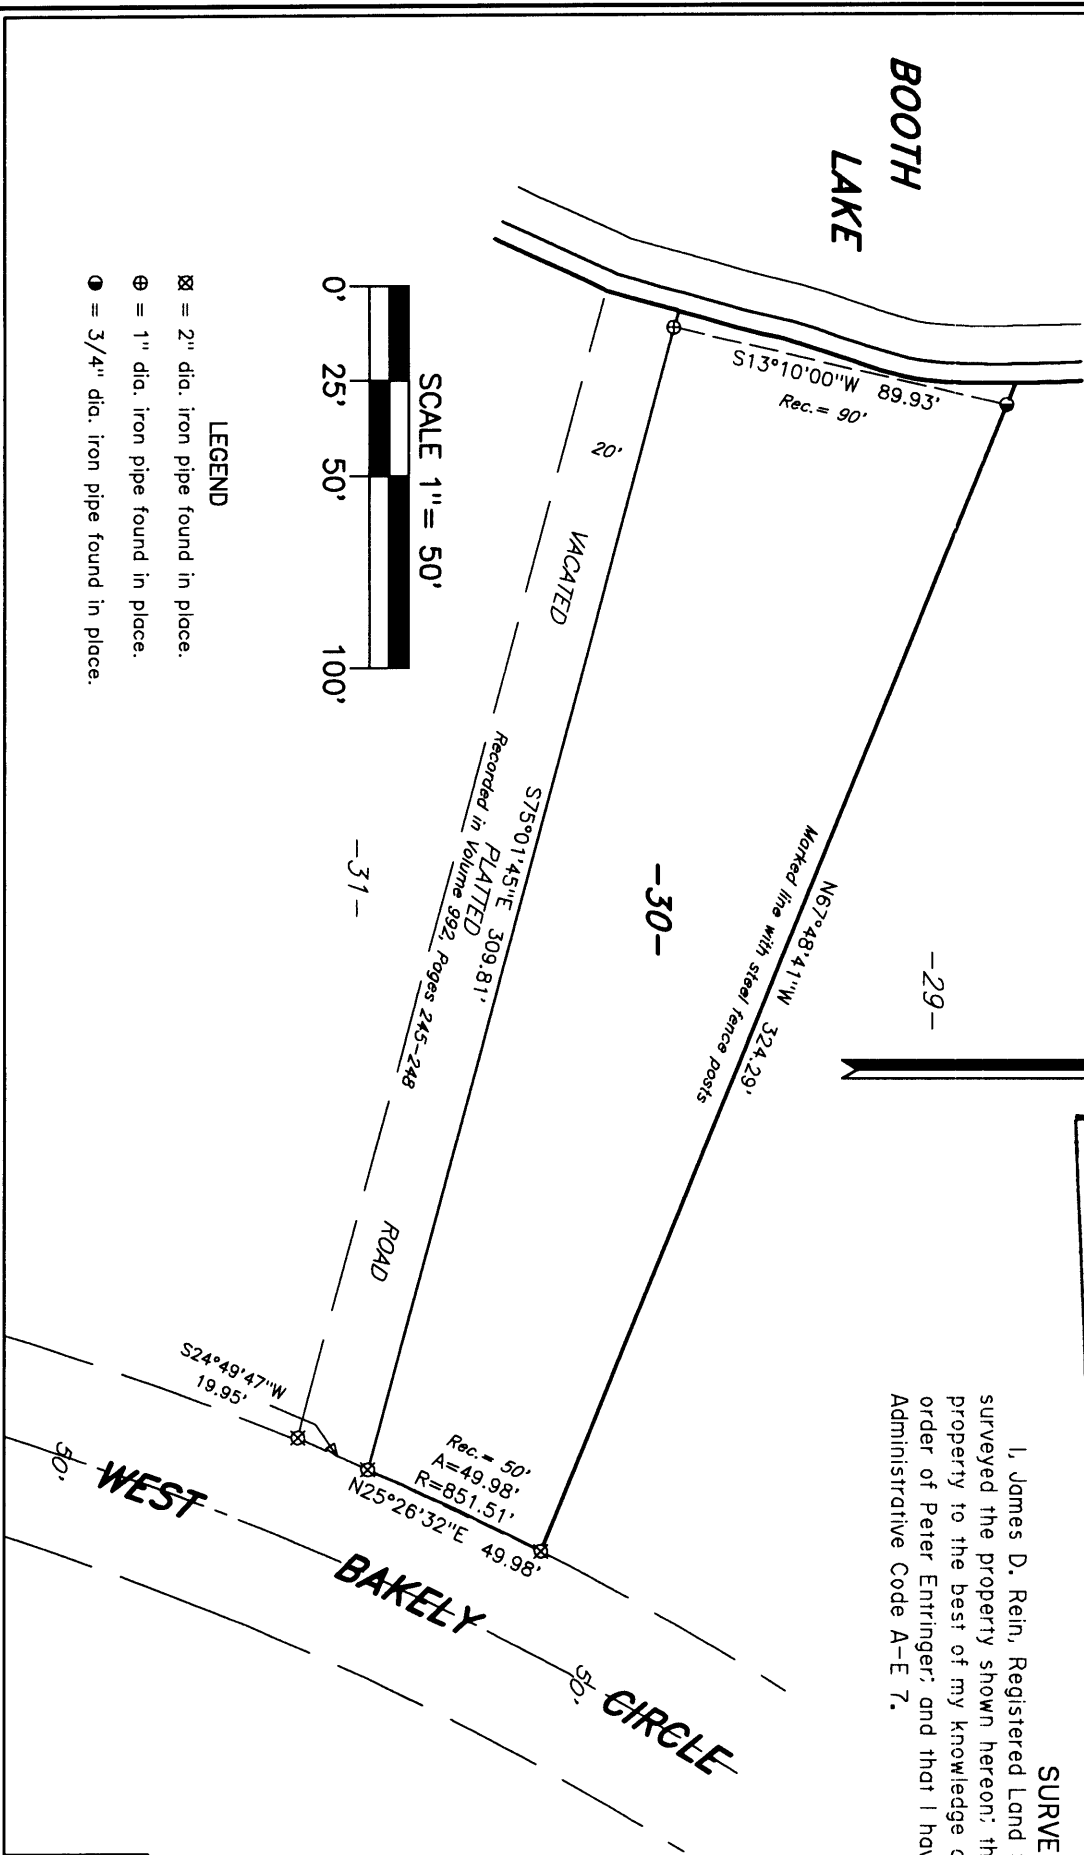 BOOTH
LAKE
S13°10'00"W 89.93'
Rec.= 90'
-29-
N67°48'41"W 324.29'
Marked line with steel fence posts
-30-
20'
VACATED
S75°01'45"E 309.81'
PLATTED
Recorded in Volume 992, Pages 245-248
ROAD
-31-
Rec.= 50'
A=49.98'
R=851.51'
N25°26'32"E 49.98'
S24°49'47"W
19.95'
50'
WEST BAKELY CIRCLE
50'
SCALE 1"= 50'
0' 25' 50' 100'
LEGEND
= 2" dia. iron pipe found in place.
= 1" dia. iron pipe found in place.
= 3/4" dia. iron pipe found in place.
SURVE
I, James D. Rein, Registered Land
surveyed the property shown hereon; th
property to the best of my knowledge
order of Peter Entringer; and that I hav
Administrative Code A-E 7.